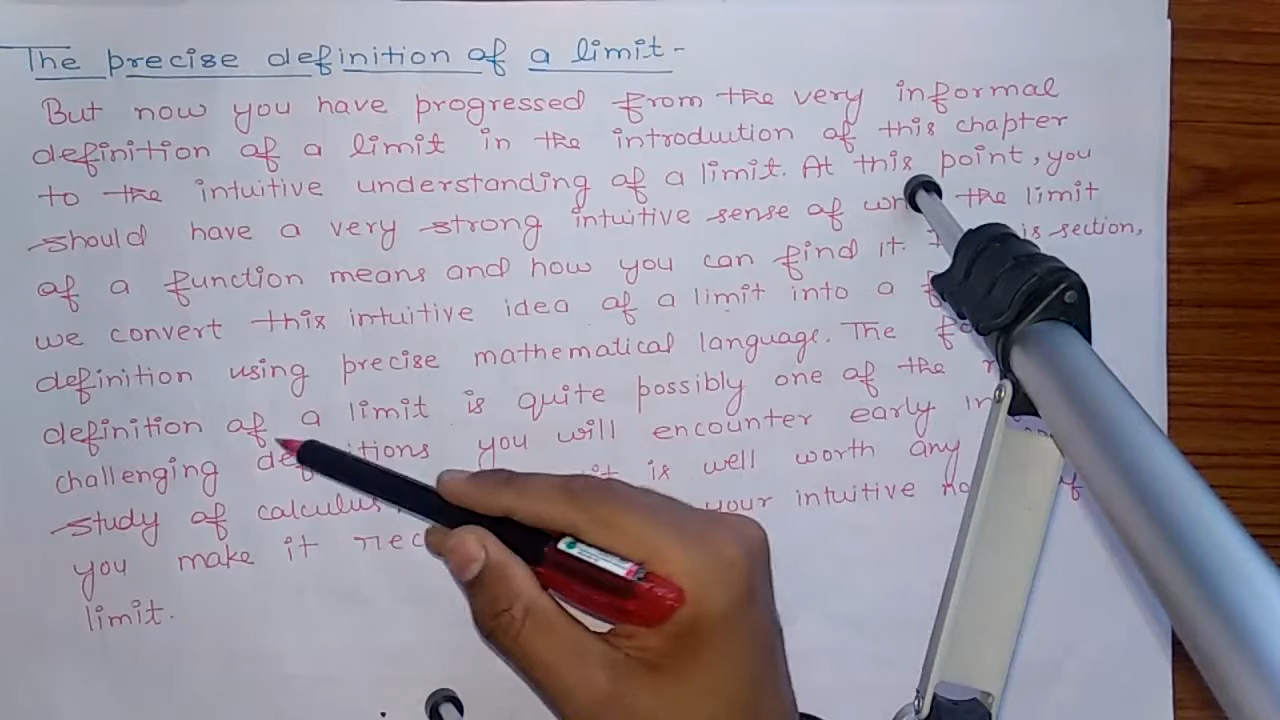 The precise definition of a limit -
But now you have progressed from the very informal
definition of a limit in the introduction of this chapter
to the intuitive understanding of a limit. At this point, you
should have a very strong intuitive sense of the limit
of a function means and how you can find it. is section,
we convert this intuitive idea of a limit into a
definition using precise mathematical language. The
definition of a limit is quite possibly one of the
challenging definitions you will encounter early in
study of calculus is well worth any
you make it your intuitive
limit.